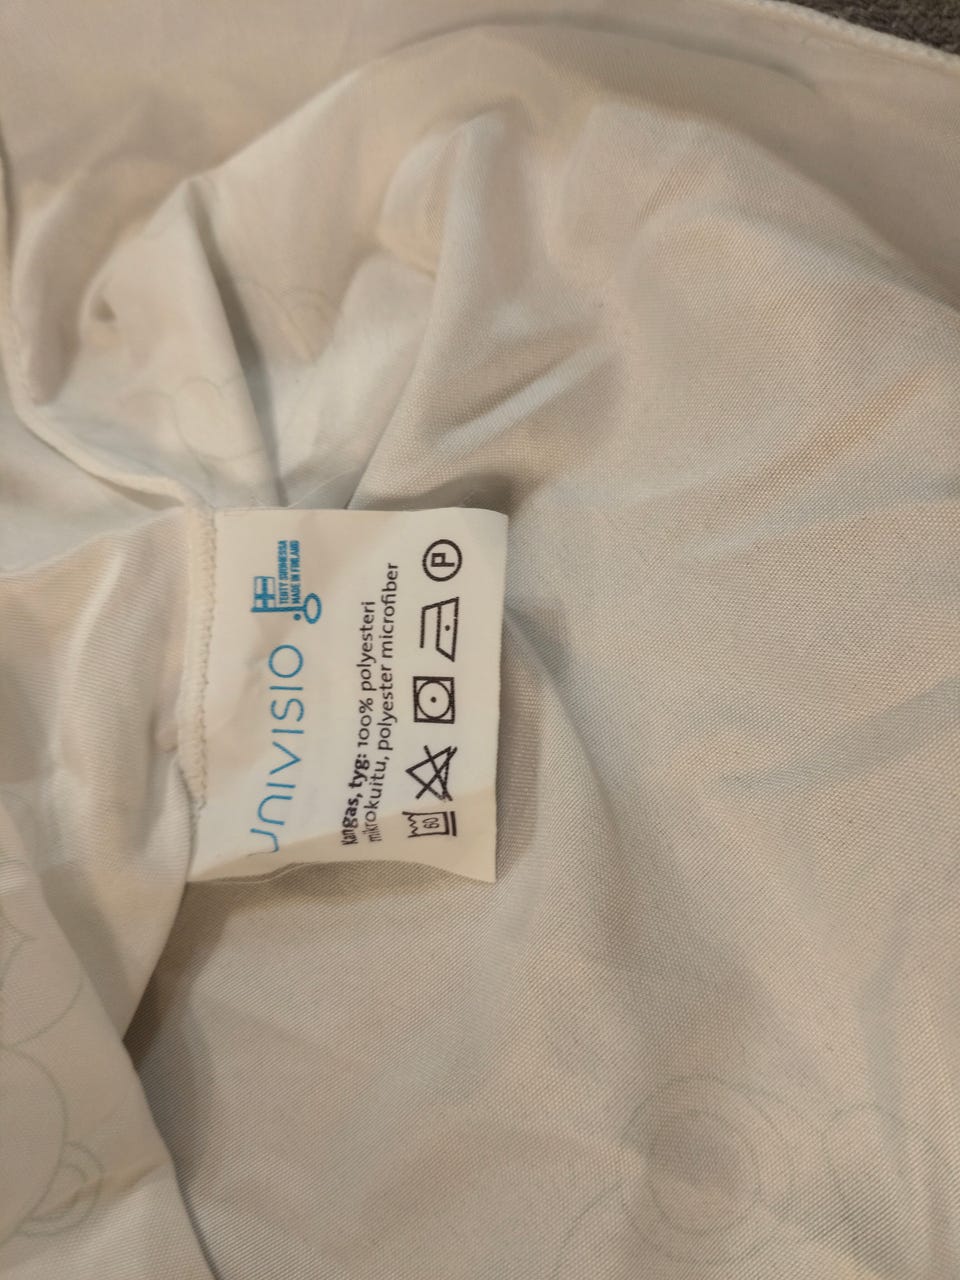 UNIVISIO
TEHTY SUOMESSA
MADE IN FINLAND
Kangas, tyg: 100% polyesteri
mikrokuitu, polyester microfiber
60
P